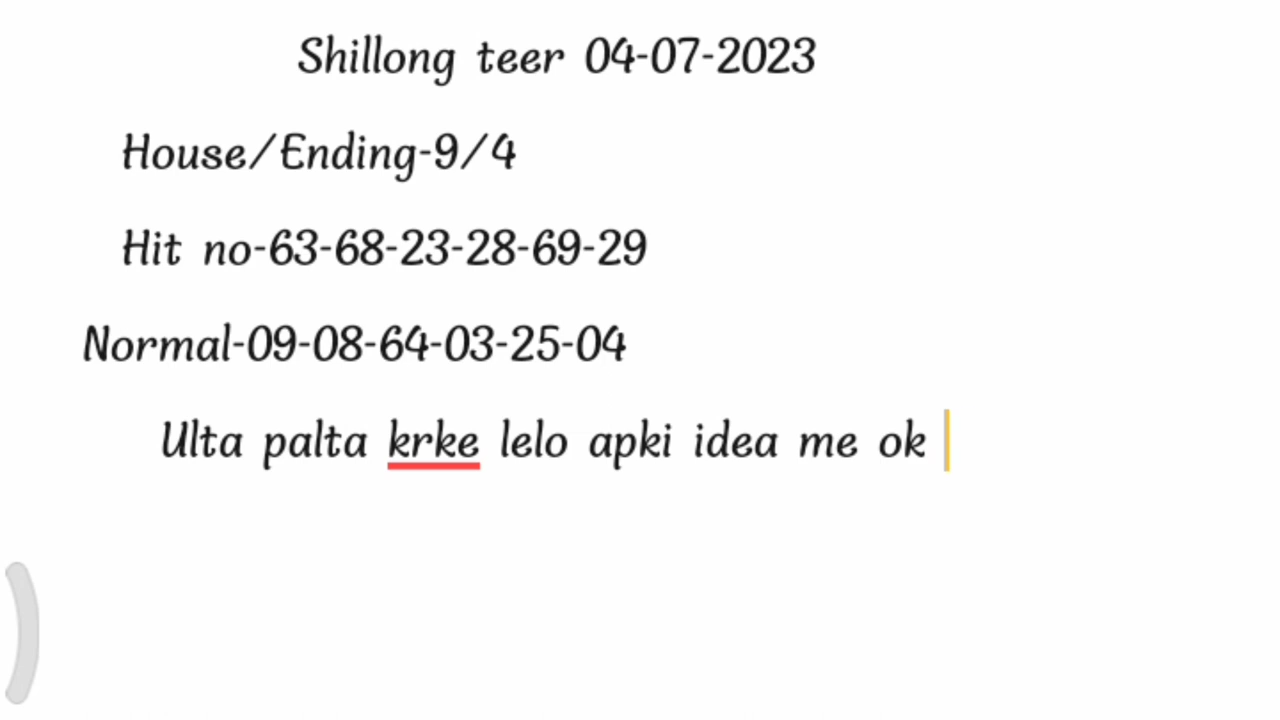 Shillong teer 04-07-2023
House/Ending-9/4
Hit no-63-68-23-28-69-29
Normal-09-08-64-03-25-04
Ulta palta krke lelo apki idea me ok